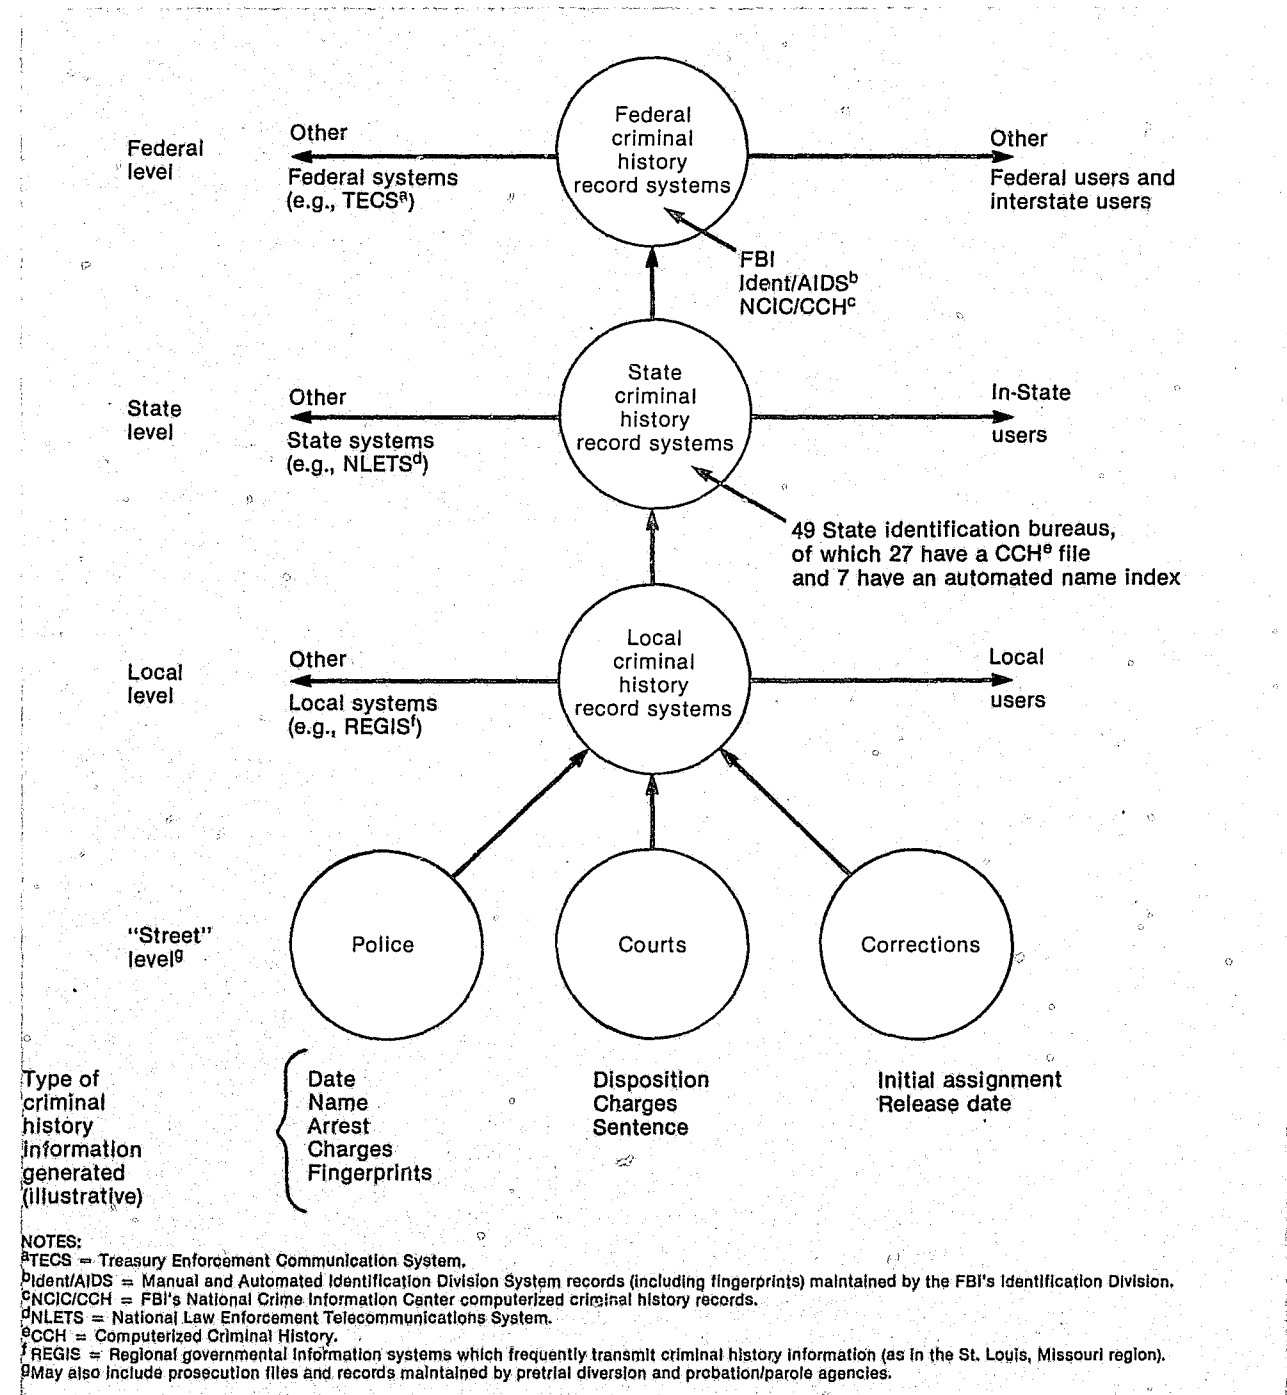 Federal
criminal
history
record systems
Federal
level
Other
Federal systems
(e.g., TECSᵃ)
Other
Federal users and
interstate users
FBI
Ident/AIDSᵇ
NCIC/CCHᶜ
State
criminal
history
record systems
State
level
Other
State systems
(e.g., NLETSᵈ)
In-State
users
49 State identification bureaus,
of which 27 have a CCHᵉ file
and 7 have an automated name index
Local
criminal
history
record systems
Local
level
Other
Local systems
(e.g., REGISᶠ)
Local
users
"Street"
levelᵍ
Police
Courts
Corrections
Type of
criminal
history
information
generated
(illustrative)
Date
Name
Arrest
Charges
Fingerprints
Disposition
Charges
Sentence
Initial assignment
Release date
NOTES:
ᵃTECS = Treasury Enforcement Communication System.
ᵇIdent/AIDS = Manual and Automated Identification Division System records (including fingerprints) maintained by the FBI's Identification Division.
ᶜNCIC/CCH = FBI's National Crime Information Center computerized criminal history records.
ᵈNLETS = National Law Enforcement Telecommunications System.
ᵉCCH = Computerized Criminal History.
ᶠREGIS = Regional governmental information systems which frequently transmit criminal history information (as in the St. Louis, Missouri region).
ᵍMay also include prosecution files and records maintained by pretrial diversion and probation/parole agencies.